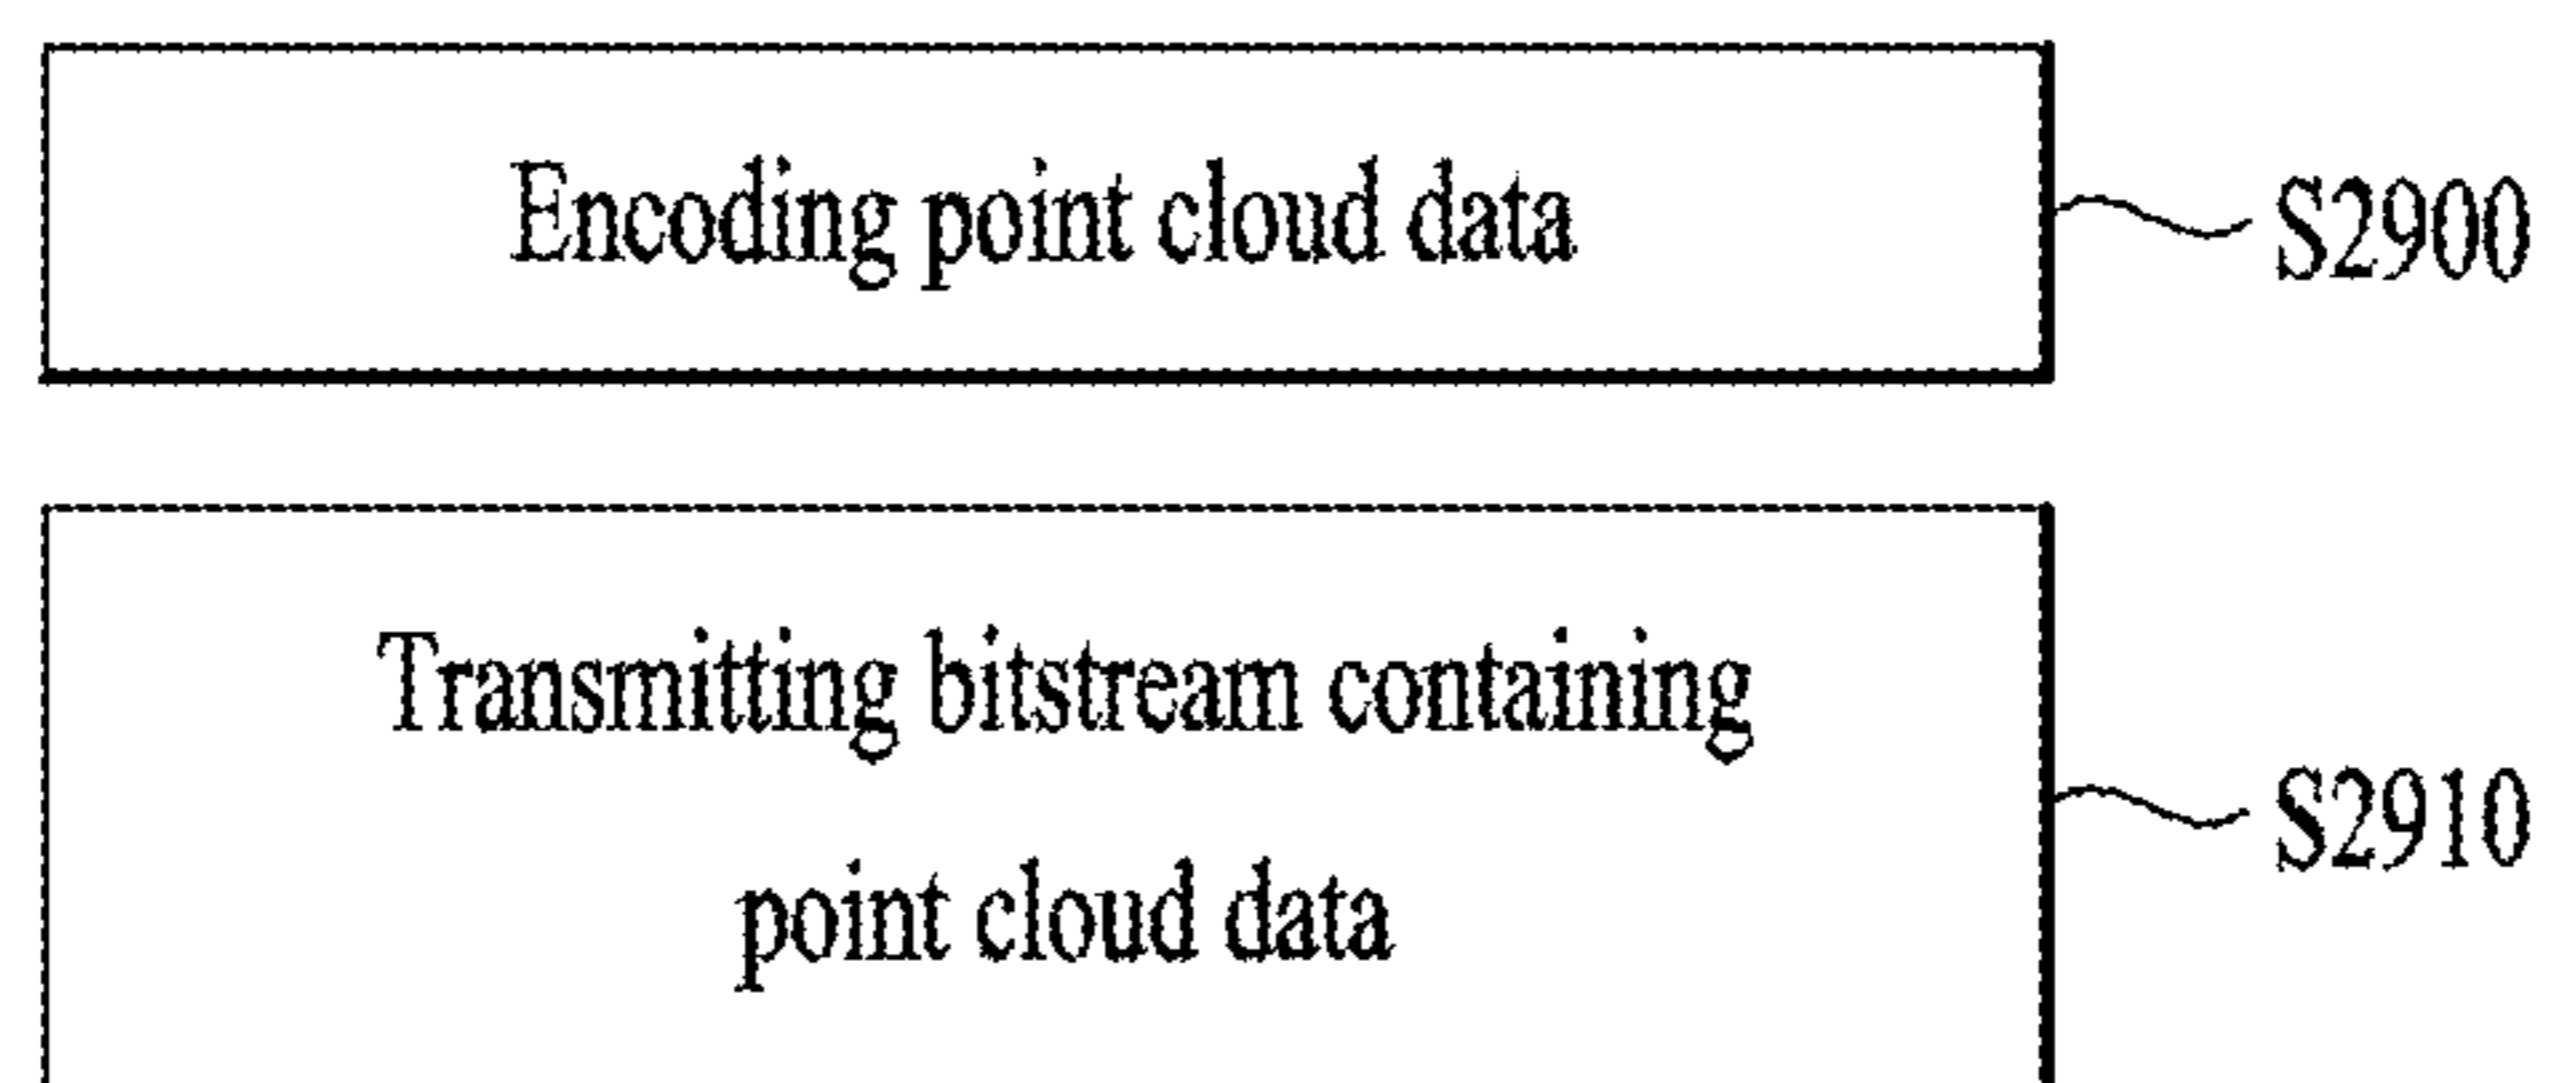 Encoding point cloud data
S2900
Transmitting bitstream containing
point cloud data
S2910